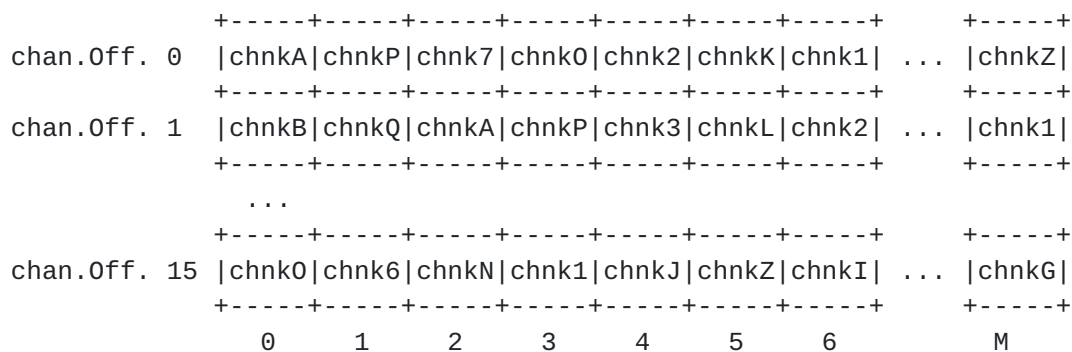 +-----+-----+-----+-----+-----+-----+-----+     +-----+
chan.Off. 0  |chnkA|chnkP|chnk7|chnkO|chnk2|chnkK|chnk1| ... |chnkZ|
+-----+-----+-----+-----+-----+-----+-----+     +-----+
chan.Off. 1  |chnkB|chnkQ|chnkA|chnkP|chnk3|chnkL|chnk2| ... |chnk1|
+-----+-----+-----+-----+-----+-----+-----+     +-----+
...
+-----+-----+-----+-----+-----+-----+-----+     +-----+
chan.Off. 15 |chnkO|chnk6|chnkN|chnk1|chnkJ|chnkZ|chnkI| ... |chnkG|
+-----+-----+-----+-----+-----+-----+-----+     +-----+
0     1     2     3     4     5     6          M